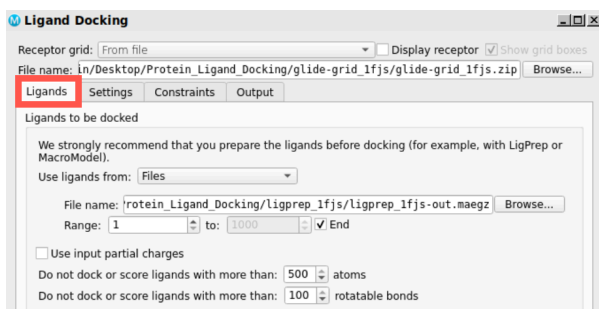 Ligand Docking
Receptor grid: From file Display receptor Show grid boxes
File name: in/Desktop/Protein_Ligand_Docking/glide-grid_1fjs/glide-grid_1fjs.zip Browse...
Ligands Settings Constraints Output
Ligands to be docked
We strongly recommend that you prepare the ligands before docking (for example, with LigPrep or
MacroModel).
Use ligands from: Files
File name: rotein_Ligand_Docking/ligprep_1fjs/ligprep_1fjs-out.maegz Browse...
Range: 1 to: 1000 End
Use input partial charges
Do not dock or score ligands with more than: 500 atoms
Do not dock or score ligands with more than: 100 rotatable bonds